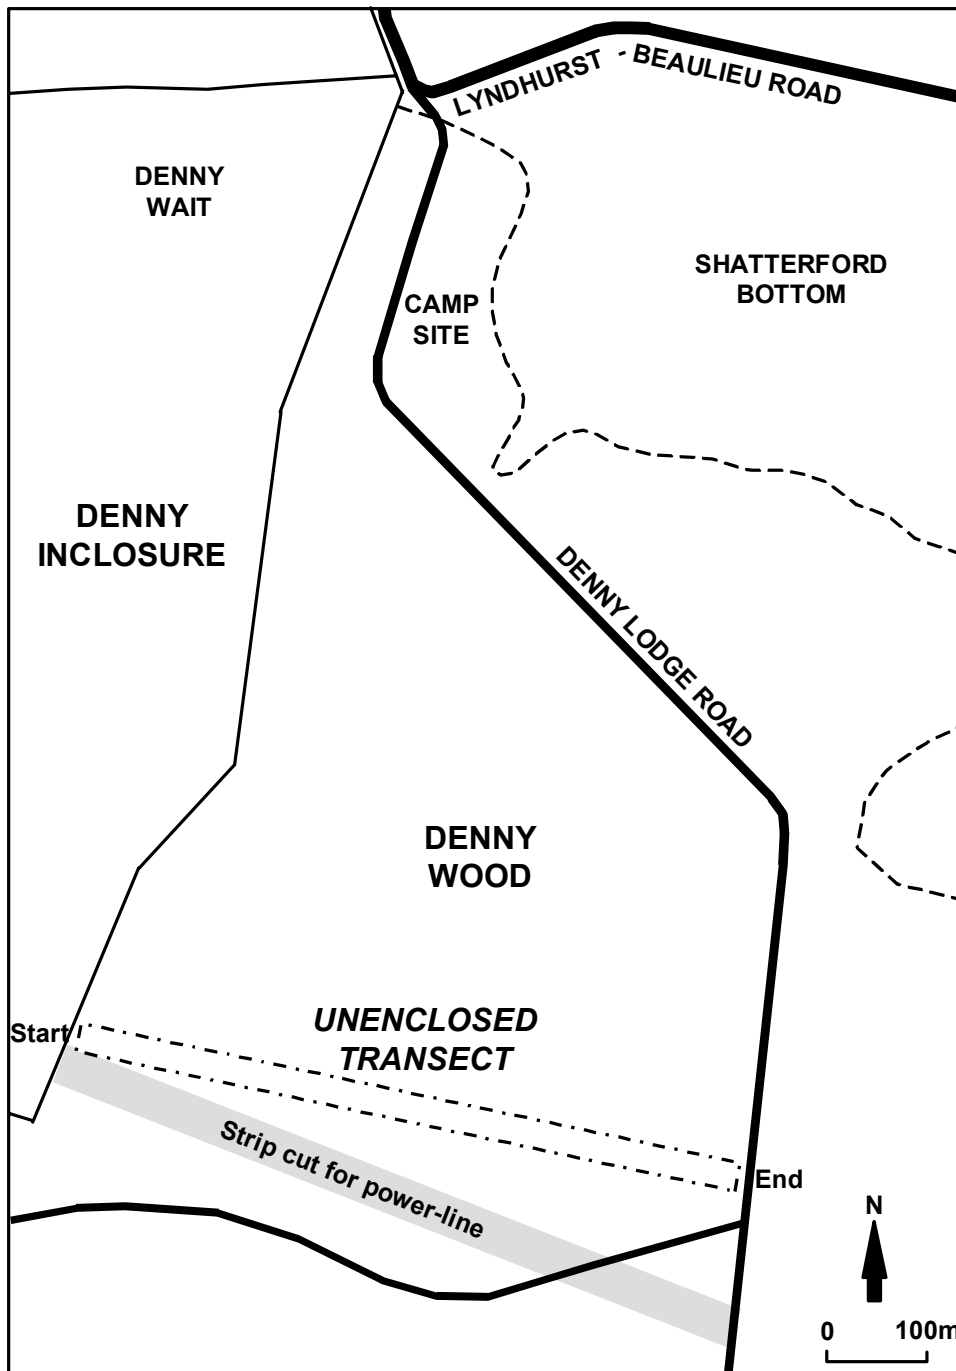 LYNDHURST - BEAULIEU ROAD
DENNY
WAIT
SHATTERFORD
BOTTOM
CAMP
SITE
DENNY
INCLOSURE
DENNY LODGE ROAD
DENNY
WOOD
UNENCLOSED
TRANSECT
Start
Strip cut for power-line
End
N
0 100m